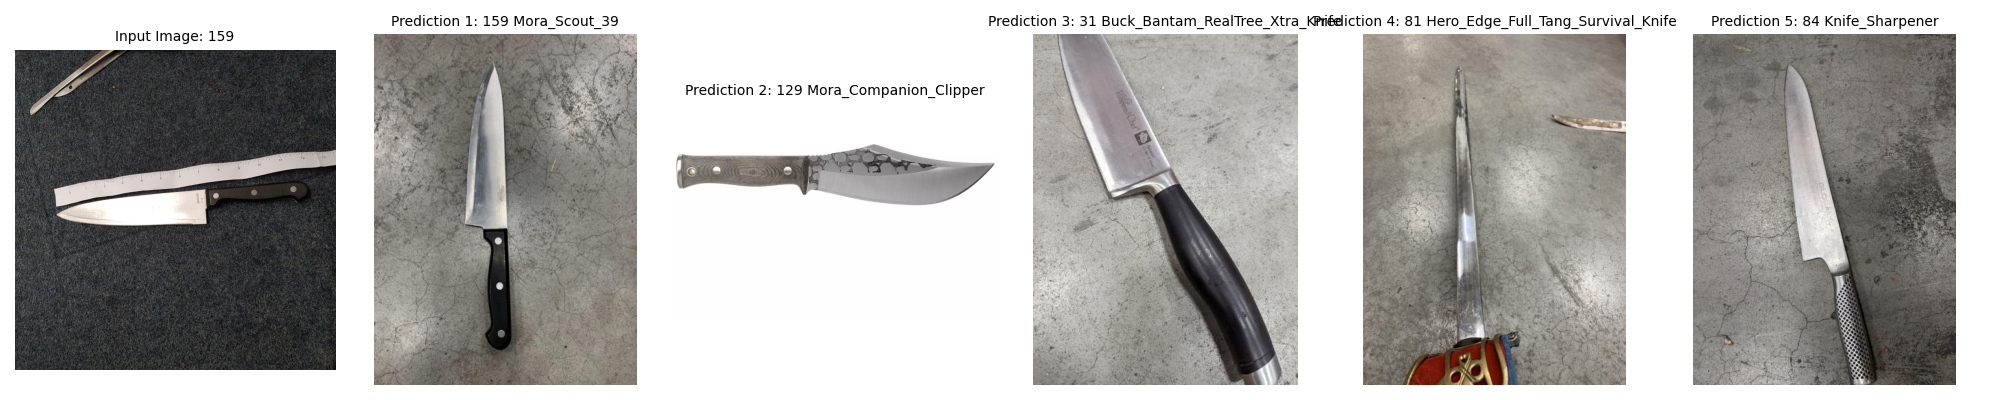 Input Image: 159
Prediction 1: 159 Mora_Scout_39
Prediction 2: 129 Mora_Companion_Clipper
Prediction 3: 31 Buck_Bantam_RealTree_Xtra_Knife
Prediction 4: 81 Hero_Edge_Full_Tang_Survival_Knife
Prediction 5: 84 Knife_Sharpener